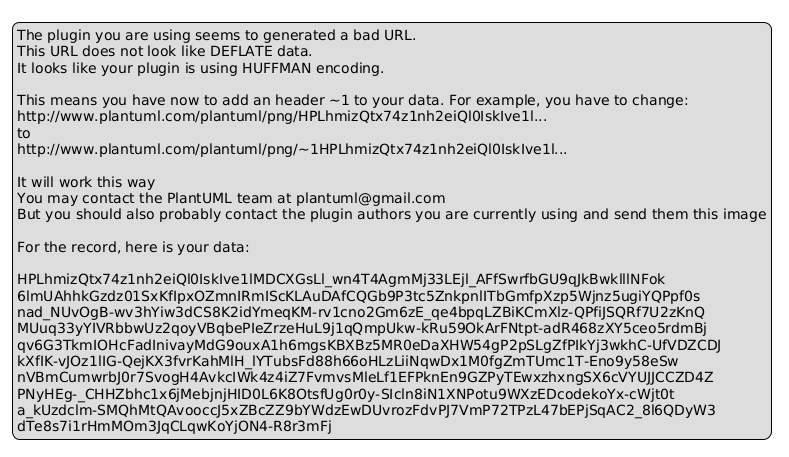 The plugin you are using seems to generated a bad URL.
This URL does not look like DEFLATE data.
It looks like your plugin is using HUFFMAN encoding.
This means you have now to add an header ~1 to your data. For example, you have to change:
http://www.plantuml.com/plantuml/png/HPLhmizQtx74z1nh2eiQl0IskIve1l...
to
http://www.plantuml.com/plantuml/png/~1HPLhmizQtx74z1nh2eiQl0IskIve1l...
It will work this way
You may contact the PlantUML team at plantuml@gmail.com
But you should also probably contact the plugin authors you are currently using and send them this image
For the record, here is your data:
HPLhmizQtx74z1nh2eiQl0IskIve1lMDCXGsLI_wn4T4AgmMj33LEjl_AFfSwrfbGU9qJkBwklllNFok
6lmUAhhkGzdz01SxKfIpxOZmnIRmIScKLAuDAfCQGb9P3tc5ZnkpnlITbGmfpXzp5Wjnz5ugiYQPpf0s
nad_NUvOgB-wv3hYiw3dCS8K2idYmeqKM-rv1cno2Gm6zE_qe4bpqLZBiKCmXlz-QPfiJSQRf7U2zKnQ
MUuq33yYIVRbbwUz2qoyVBqbePIeZrzeHuL9j1qQmpUkw-kRu59OkArFNtpt-adR468zXY5ceo5rdmBj
qv6G3TkmIOHcFadInivayMdG9ouxA1h6mgsKBXBz5MR0eDaXHW54gP2pSLgZfPIkYj3wkhC-UfVDZCDJ
kXfIK-vJOz1lIG-QejKX3fvrKahMlH_lYTubsFd88h66oHLzLiiNqwDx1M0fgZmTUmc1T-Eno9y58eSw
nVBmCumwrbJ0r7SvogH4AvkcIWk4z4iZ7FvmvsMleLf1EFPknEn9GZPyTEwxzhxngSX6cVYUJJCCZD4Z
PNyHEg-_CHHZbhc1x6jMebjnjHID0L6K8OtsfUg0r0y-SIcln8iN1XNPotu9WXzEDcodekoYx-cWjt0t
a_kUzdclm-SMQhMtQAvooccJ5xZBcZZ9bYWdzEwDUvrozFdvPJ7VmP72TPzL47bEPjSqAC2_8l6QDyW3
dTe8s7i1rHmMOm3JqCLqwKoYjON4-R8r3mFj